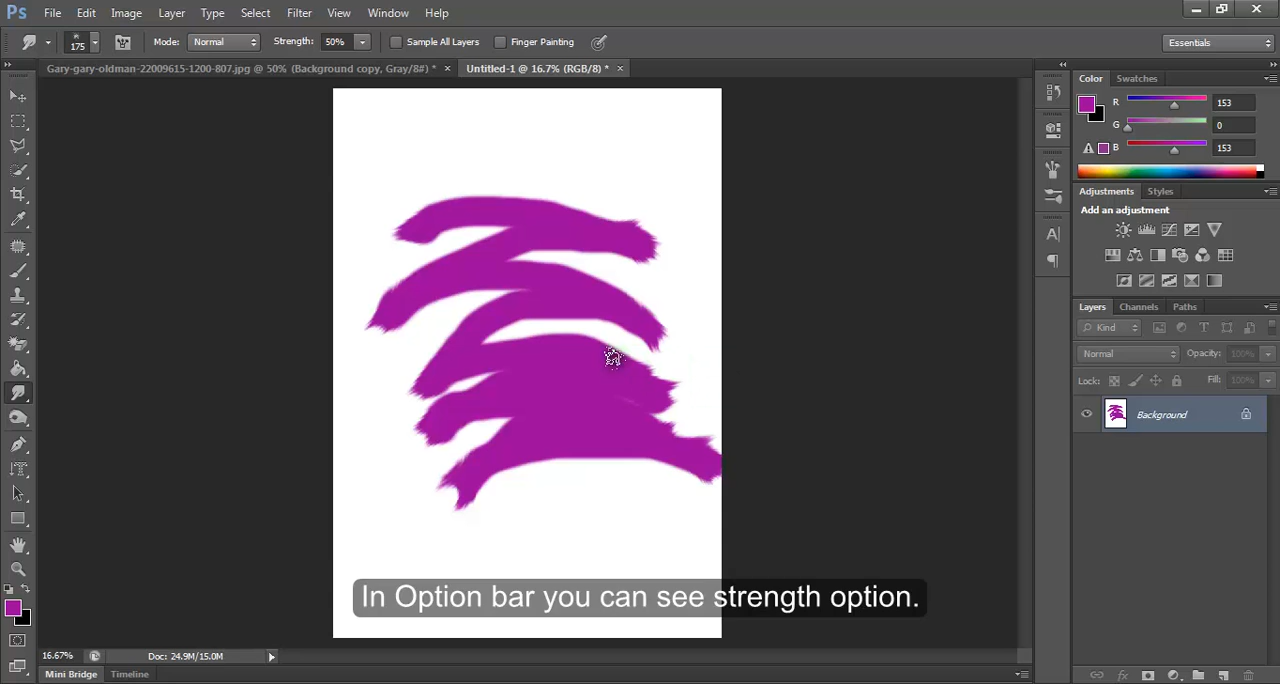 Ps File Edit Image Layer Type Select Filter View Window Help
175 Mode: Normal Strength: 50% Sample All Layers Finger Painting Essentials
Gary-gary-oldman-22009615-1200-807.jpg @ 50% (Background copy, Gray/8#) * × Untitled-1 @ 16.7% (RGB/8) * ×
Color Swatches
R 153
G 0
B 153
Adjustments Styles
Add an adjustment
Layers Channels Paths
Kind
Normal Opacity: 100%
Lock: Fill: 100%
Background
In Option bar you can see strength option.
16.67% Doc: 24.9M/15.0M
Mini Bridge Timeline